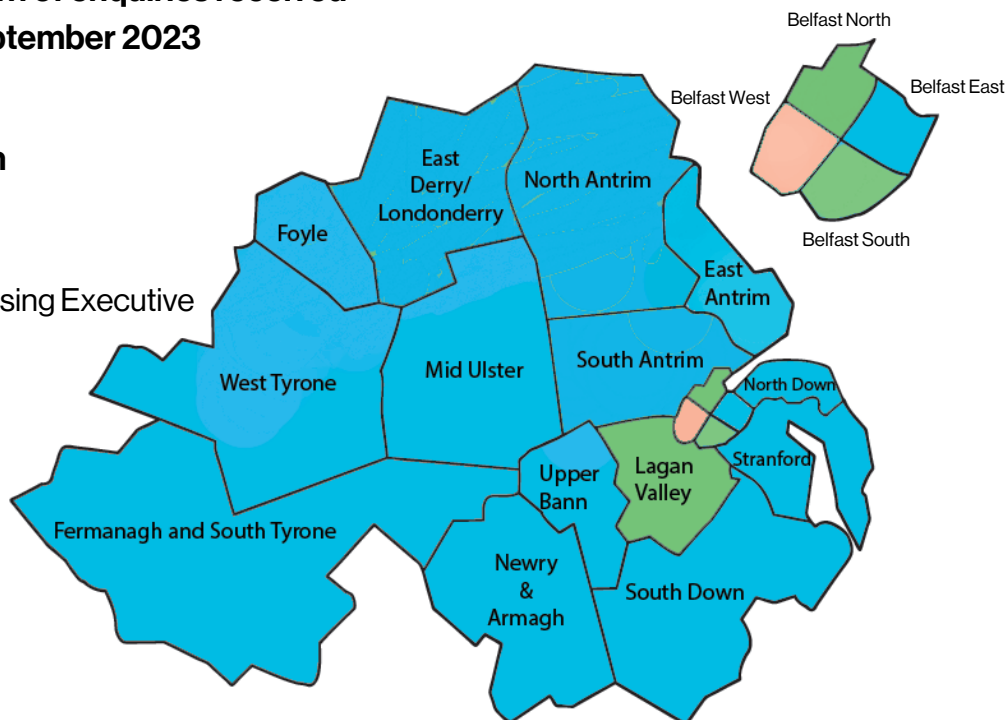 ptember 2023
sing Executive
Belfast North
Belfast West
Belfast East
Belfast South
East
Derry/
Londonderry
North Antrim
Foyle
East
Antrim
South Antrim
West Tyrone
Mid Ulster
North Down
Upper
Bann
Lagan
Valley
Stranford
Fermanagh and South Tyrone
Newry
&
Armagh
South Down